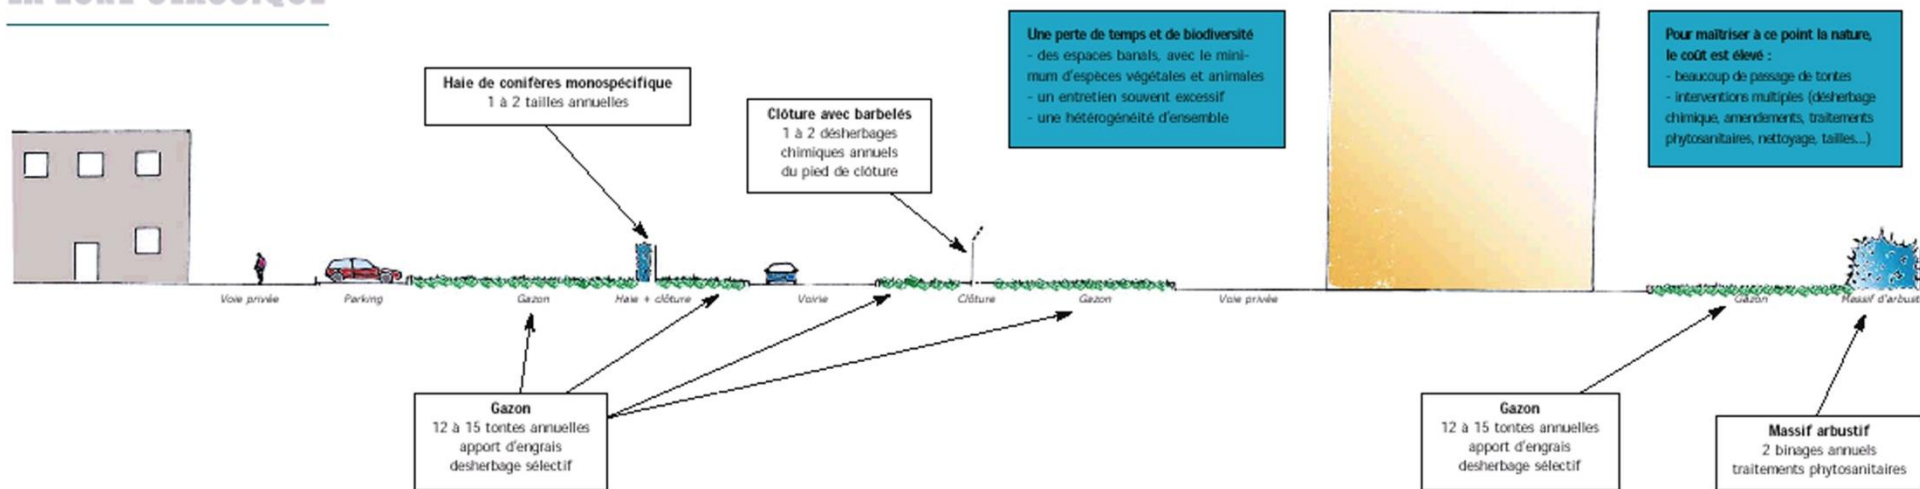 Une perte de temps et de biodiversité
- des espaces banals, avec le mini-
mum d'espèces végétales et animales
- un entretien souvent excessif
- une hétérogénéité d'ensemble
Pour maîtriser à ce point la nature,
le coût est élevé :
- beaucoup de passage de tontes
- interventions multiples (désherbage
chimique, amendements, traitements
phytosanitaires, nettoyage, tailles...)
Haie de conifères monospécifique
1 à 2 tailles annuelles
Clôture avec barbelés
1 à 2 désherbages
chimiques annuels
du pied de clôture
Voie privée
Parking
Gazon
Haie + clôture
Voirie
Clôture
Gazon
Voie privée
Gazon
Massif d'arbust
Gazon
12 à 15 tontes annuelles
apport d'engrais
desherbage sélectif
Gazon
12 à 15 tontes annuelles
apport d'engrais
desherbage sélectif
Massif arbustif
2 binages annuels
traitements phytosanitaires